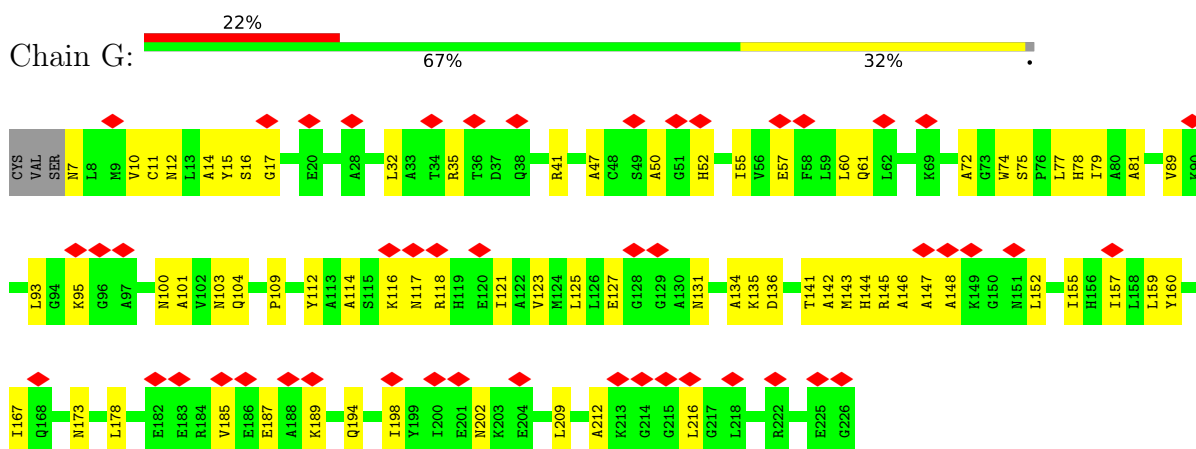 22%
Chain G:
67% 32% •
CYS VAL SER N7 L8 M9 V10 C11 N12 L13 A14 Y15 S16 G17 E20 A28 L32 A33 T34 R35 T36 D37 Q38 R41 A47 C48 S49 A50 G51 H52 I55 V56 E57 F58 L59 L60 Q61 L62 K69 A72 G73 W74 S75 P76 L77 H78 I79 A80 A81 V89 K90
L93 G94 K95 G96 A97 N100 A101 V102 N103 Q104 P109 Y112 A113 A114 S115 K116 N117 R118 H119 E120 I121 A122 V123 M124 L125 L126 E127 G128 G129 A130 N131 A134 K135 D136 T141 A142 M143 H144 R145 A146 A147 A148 K149 G150 N151 L152 I155 H156 I157 L158 L159 Y160
I167 Q168 N173 L178 E182 E183 R184 V185 E186 E187 A188 K189 Q194 I198 Y199 I200 E201 N202 K203 E204 L209 A212 K213 G214 G215 L216 G217 L218 R222 E225 G226